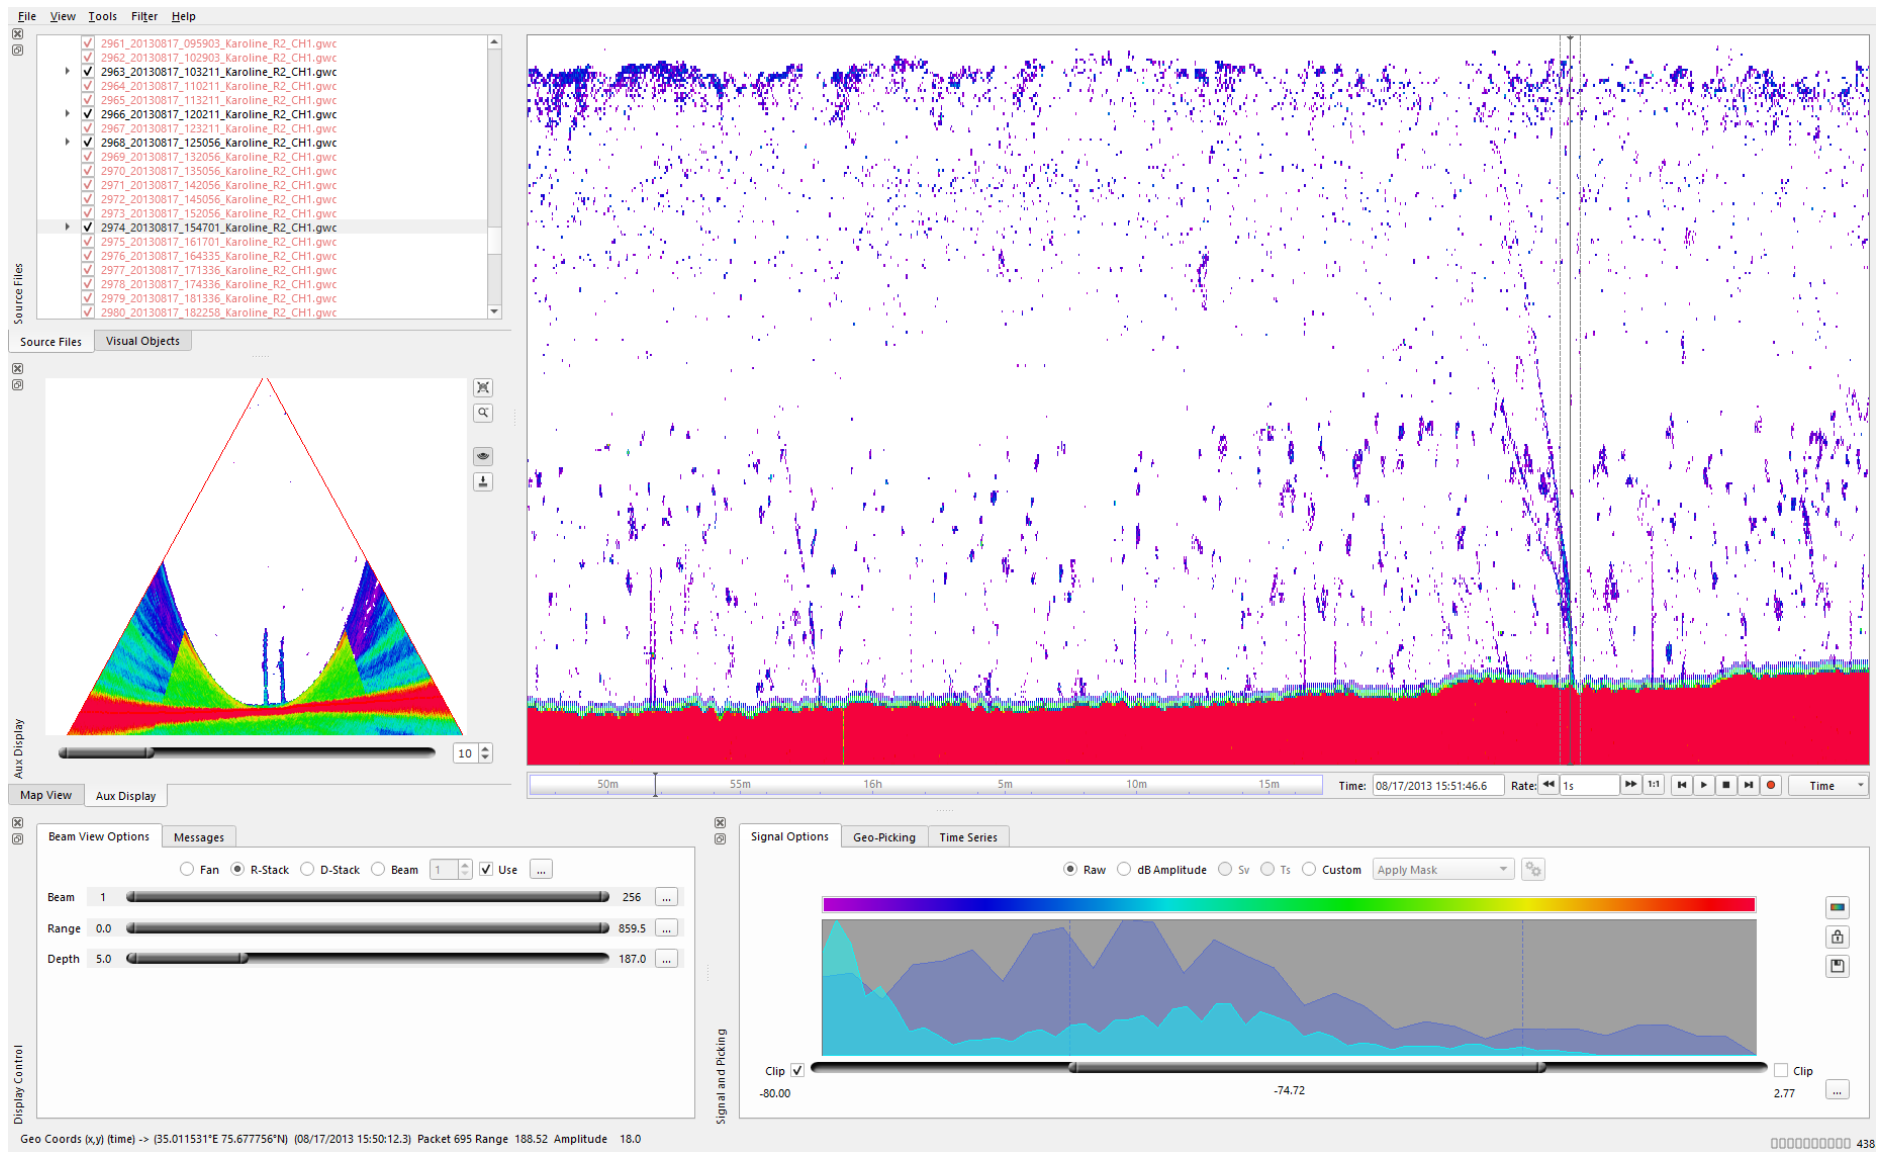 File View Tools Filter Help
2961_20130817_095903_Karoline_R2_CH1.gwc
2962_20130817_102903_Karoline_R2_CH1.gwc
2963_20130817_103211_Karoline_R2_CH1.gwc
2964_20130817_110211_Karoline_R2_CH1.gwc
2965_20130817_113211_Karoline_R2_CH1.gwc
2966_20130817_120211_Karoline_R2_CH1.gwc
2967_20130817_123211_Karoline_R2_CH1.gwc
2968_20130817_125056_Karoline_R2_CH1.gwc
2969_20130817_132056_Karoline_R2_CH1.gwc
2970_20130817_135056_Karoline_R2_CH1.gwc
2971_20130817_142056_Karoline_R2_CH1.gwc
2972_20130817_145056_Karoline_R2_CH1.gwc
2973_20130817_152056_Karoline_R2_CH1.gwc
2974_20130817_154701_Karoline_R2_CH1.gwc
2975_20130817_161701_Karoline_R2_CH1.gwc
2976_20130817_164335_Karoline_R2_CH1.gwc
2977_20130817_171336_Karoline_R2_CH1.gwc
2978_20130817_174336_Karoline_R2_CH1.gwc
2979_20130817_181336_Karoline_R2_CH1.gwc
2980_20130817_182258_Karoline_R2_CH1.gwc
Source Files
Source Files Visual Objects
Aux Display
10
Map View Aux Display
50m 55m 16h 5m 10m 15m
Time: 08/17/2013 15:51:46.6 Rate: 1s 1:1 Time
Beam View Options Messages
Fan R-Stack D-Stack Beam 1 Use ...
Beam 1 256 ...
Range 0.0 859.5 ...
Depth 5.0 187.0 ...
Display Control
Signal Options Geo-Picking Time Series
Raw dB Amplitude Sv Ts Custom Apply Mask
Clip Clip
-80.00 -74.72 2.77 ...
Signal and Picking
Geo Coords (x,y) (time) -> (35.011531°E 75.677756°N) (08/17/2013 15:50:12.3) Packet 695 Range 188.52 Amplitude 18.0
438